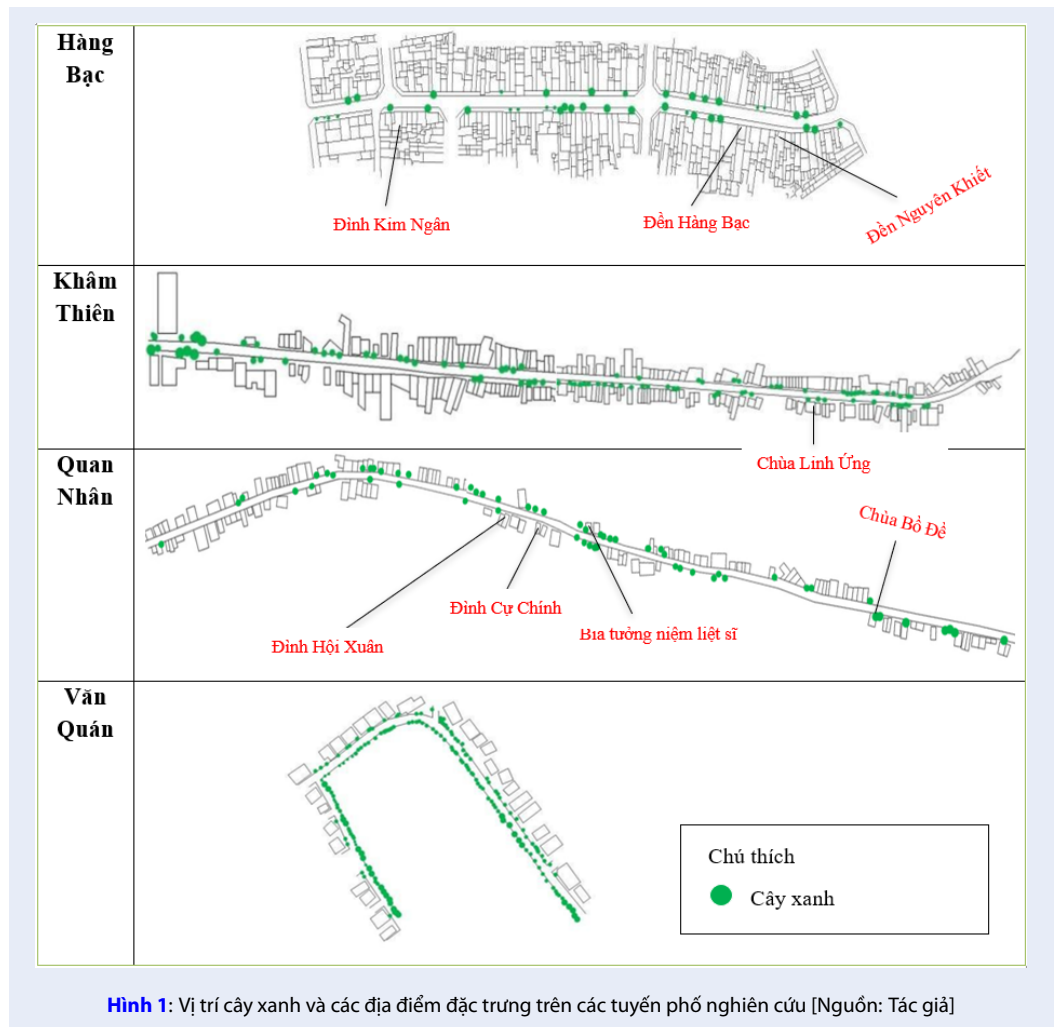 Hàng
Bạc
Đình Kim Ngân
Đền Hàng Bạc
Đền Nguyên Khiết
Khâm
Thiên
Chùa Linh Ứng
Quan
Nhân
Chùa Bồ Đề
Đình Cự Chính
Bia tưởng niệm liệt sĩ
Đình Hội Xuân
Văn
Quán
Chú thích
Cây xanh
Hình 1: Vị trí cây xanh và các địa điểm đặc trưng trên các tuyến phố nghiên cứu [Nguồn: Tác giả]